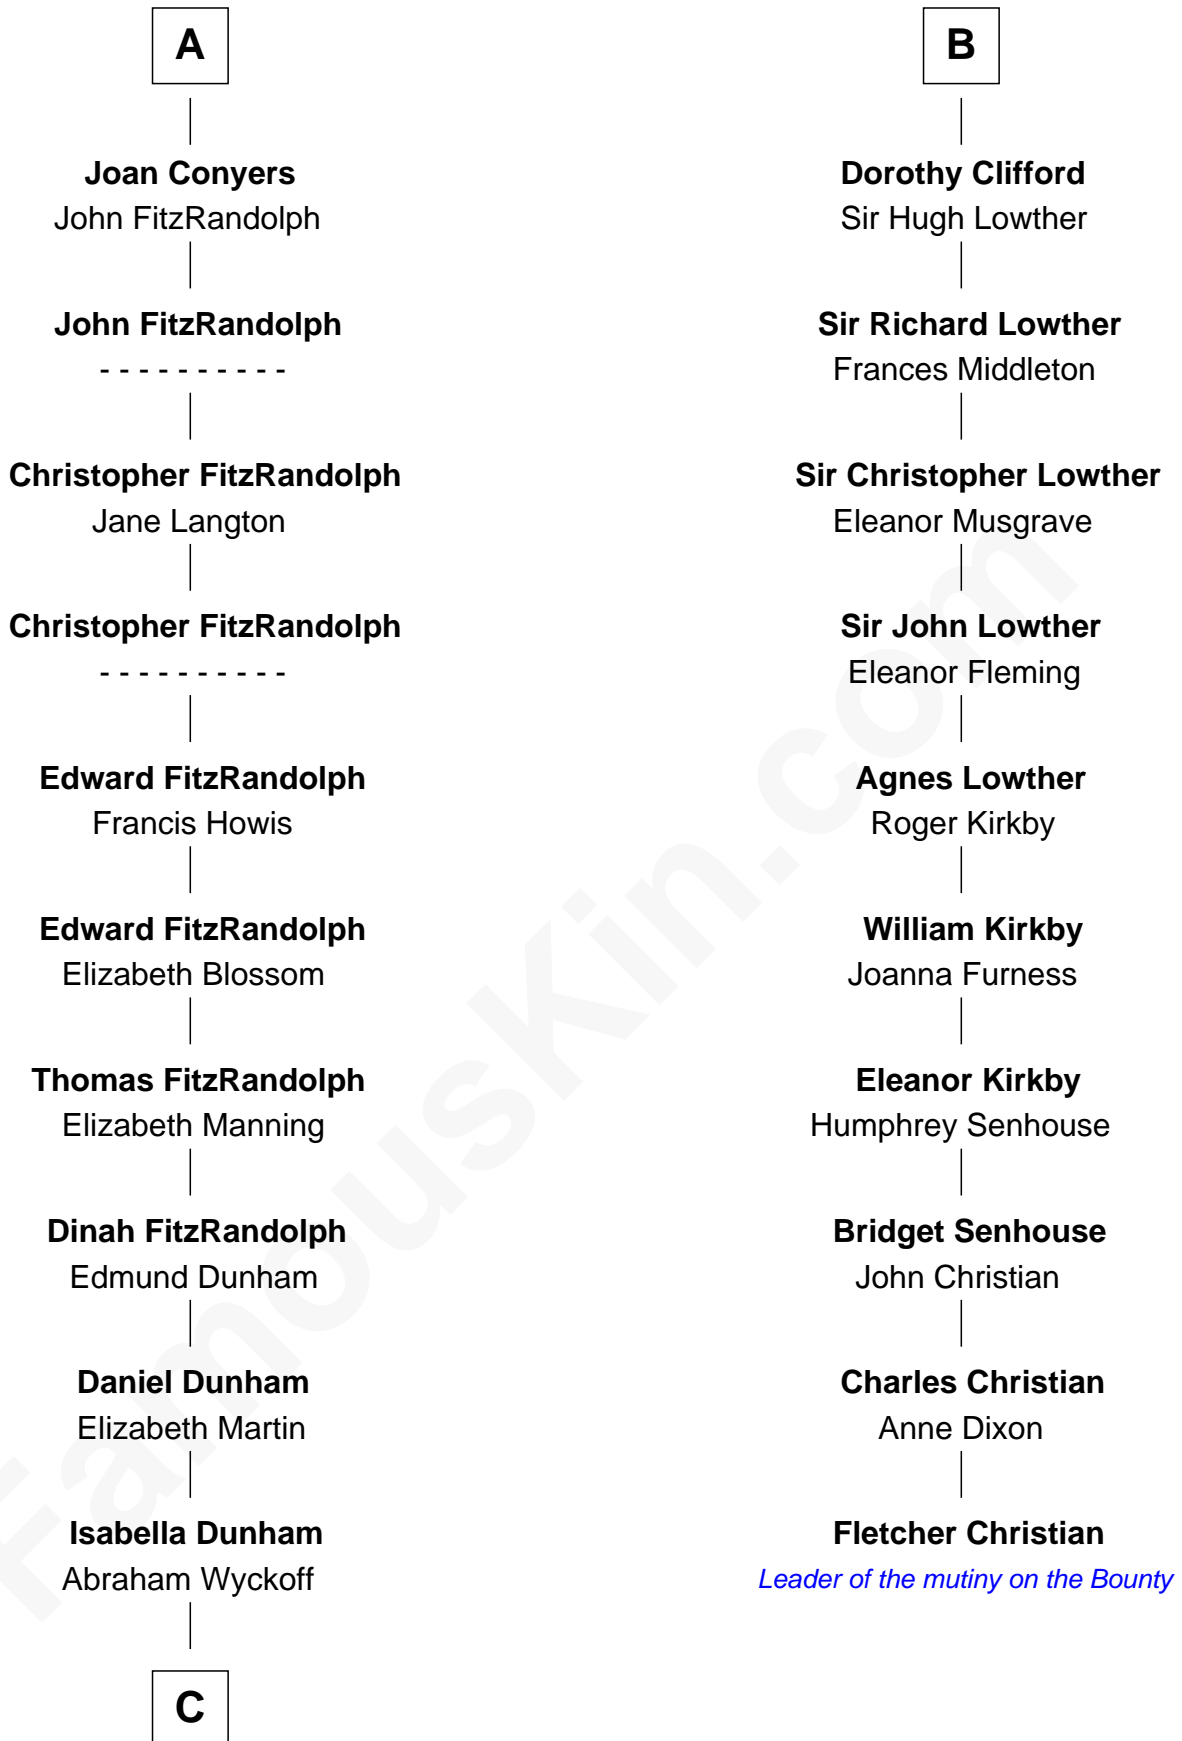 A
Joan Conyers
John FitzRandolph
John FitzRandolph
- - - - - - - - - -
Christopher FitzRandolph
Jane Langton
Christopher FitzRandolph
- - - - - - - - - -
Edward FitzRandolph
Francis Howis
Edward FitzRandolph
Elizabeth Blossom
Thomas FitzRandolph
Elizabeth Manning
Dinah FitzRandolph
Edmund Dunham
Daniel Dunham
Elizabeth Martin
Isabella Dunham
Abraham Wyckoff
C
B
Dorothy Clifford
Sir Hugh Lowther
Sir Richard Lowther
Frances Middleton
Sir Christopher Lowther
Eleanor Musgrave
Sir John Lowther
Eleanor Fleming
Agnes Lowther
Roger Kirkby
William Kirkby
Joanna Furness
Eleanor Kirkby
Humphrey Senhouse
Bridget Senhouse
John Christian
Charles Christian
Anne Dixon
Fletcher Christian
Leader of the mutiny on the Bounty
FamousKin.com